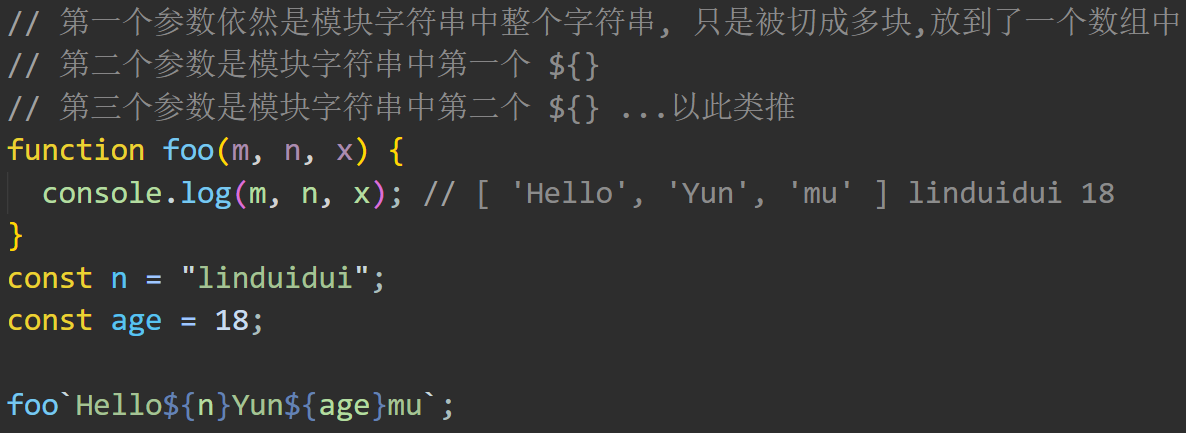 // 第一个参数依然是模块字符串中整个字符串, 只是被切成多块,放到了一个数组中
// 第二个参数是模块字符串中第一个 ${}
// 第三个参数是模块字符串中第二个 ${} ...以此类推
function foo(m, n, x) {
  console.log(m, n, x); // [ 'Hello', 'Yun', 'mu' ] linduidui 18
}
const n = "linduidui";
const age = 18;
foo`Hello${n}Yun${age}mu`;